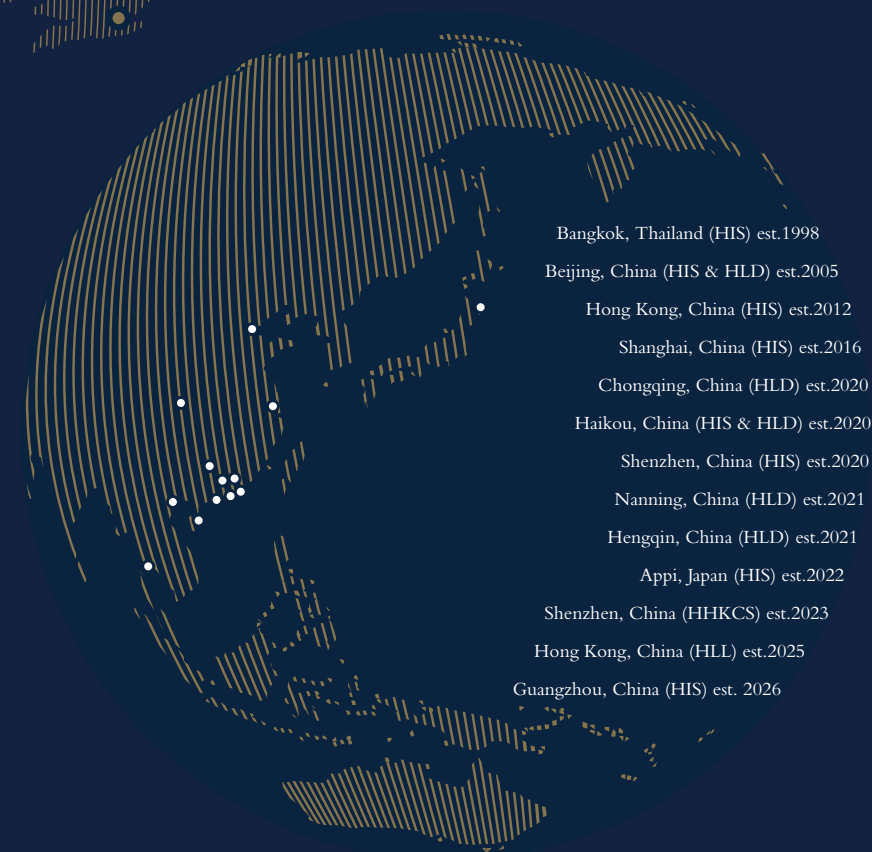 Bangkok, Thailand (HIS) est.1998
Beijing, China (HIS & HLD) est.2005
Hong Kong, China (HIS) est.2012
Shanghai, China (HIS) est.2016
Chongqing, China (HLD) est.2020
Haikou, China (HIS & HLD) est.2020
Shenzhen, China (HIS) est.2020
Nanning, China (HLD) est.2021
Hengqin, China (HLD) est.2021
Appi, Japan (HIS) est.2022
Shenzhen, China (HHKCS) est.2023
Hong Kong, China (HLL) est.2025
Guangzhou, China (HIS) est. 2026